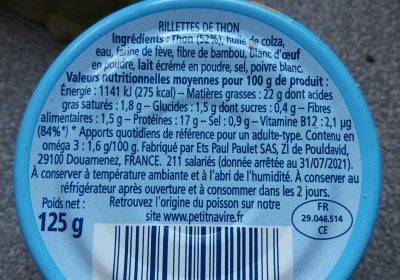 RILLETTES DE THON
Ingrédients : Thon (52%), huile de colza,
eau, farine de fève, fibre de bambou, blanc d'œuf
en poudre, lait écrémé en poudre, sel, poivre blanc.
Valeurs nutritionnelles moyennes pour 100 g de produit :
Énergie : 1141 kJ (275 kcal) – Matières grasses : 22 g dont acides
gras saturés : 1,8 g – Glucides : 1,5 g dont sucres : 0,4 g – Fibres
alimentaires : 1,5 g – Protéines : 17 g – Sel : 0,9 g – Vitamine B12 : 2,1 µg
(84%*) * Apports quotidiens de référence pour un adulte-type. Contenu en
oméga 3 : 1,6 g/100 g. Fabriqué par Ets Paul Paulet SAS, ZI de Pouldavid,
29100 Douarnenez, FRANCE. 211 salariés (donnée arrêtée au 31/07/2021).
À conserver à température ambiante et à l'abri de l'humidité. À conserver au
réfrigérateur après ouverture et à consommer dans les 2 jours.
Poids net :
125 g
Retrouvez l'origine du poisson sur notre
site www.petitnavire.fr
FR
29.046.514
CE